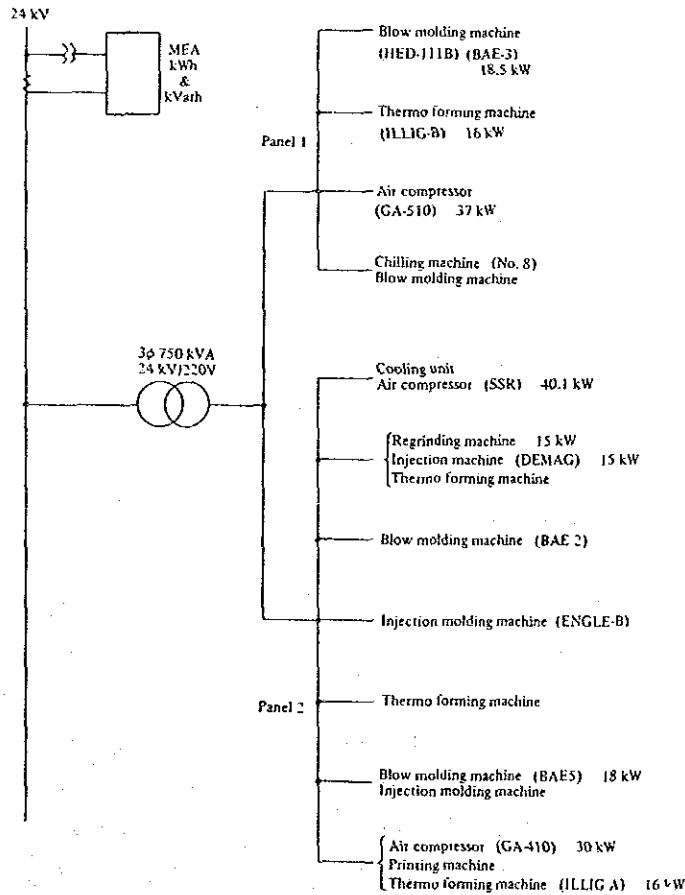 24 kV
MEA
kWh
&
kVarh
Blow molding machine
(HED-111B) (BAE-3)
18.5 kW
Thermo forming machine
(ILLIG-B) 16 kW
Panel 1
Air compressor
(GA-510) 37 kW
Chilling machine (No. 8)
Blow molding machine
3φ 750 kVA
24 kV/220V
Cooling unit
Air compressor (SSR) 40.1 kW
Regrinding machine 15 kW
Injection machine (DEMAG) 15 kW
Thermo forming machine
Blow molding machine (BAE 2)
Injection molding machine (ENGLE-B)
Panel 2
Thermo forming machine
Blow molding machine (BAE5) 18 kW
Injection molding machine
Air compressor (GA-410) 30 kW
Printing machine
Thermo forming machine (ILLIG A) 16 kW